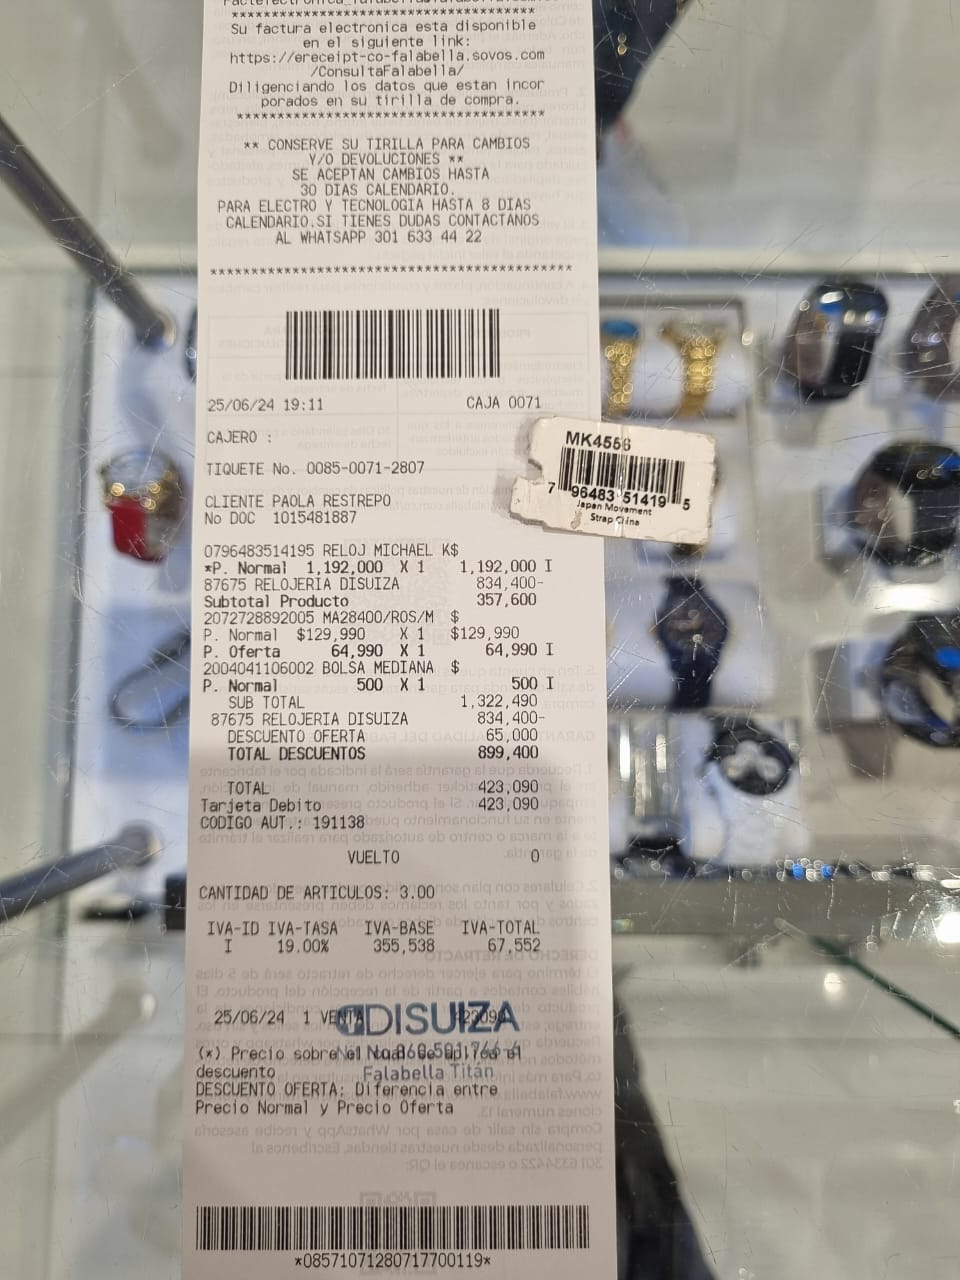 *********************************
Su factura electronica esta disponible
en el siguiente link:
https://ereceipt-co-falabella.sovos.com
/ConsultaFalabella/
Diligenciando los datos que estan incor
porados en su tirilla de compra.
*********************************
** CONSERVE SU TIRILLA PARA CAMBIOS
Y/O DEVOLUCIONES **
SE ACEPTAN CAMBIOS HASTA
30 DIAS CALENDARIO.
PARA ELECTRO Y TECNOLOGIA HASTA 8 DIAS
CALENDARIO.SI TIENES DUDAS CONTACTANOS
AL WHATSAPP 301 633 44 22
***************************************
25/06/24 19:11 CAJA 0071
CAJERO :
TIQUETE No. 0085-0071-2807
CLIENTE PAOLA RESTREPO
No DOC 1015481887
0796483514195 RELOJ MICHAEL K$
*P. Normal 1,192,000 X 1 1,192,000 I
87675 RELOJERIA DISUIZA 834,400-
Subtotal Producto 357,600
2072728892005 MA28400/ROS/M $
P. Normal $129,990 X 1 $129,990
P. Oferta 64,990 X 1 64,990 I
2004041106002 BOLSA MEDIANA $
P. Normal 500 X 1 500 I
SUB TOTAL 1,322,490
87675 RELOJERIA DISUIZA 834,400-
DESCUENTO OFERTA 65,000
TOTAL DESCUENTOS 899,400
TOTAL 423,090
Tarjeta Debito 423,090
CODIGO AUT.: 191138
VUELTO 0
CANTIDAD DE ARTICULOS: 3.00
IVA-ID IVA-TASA IVA-BASE IVA-TOTAL
I 19.00% 355,538 67,552
25/06/24 1 VENTA
DISUIZA
(*) Precio sobre el
descuento
Falabella Titán
DESCUENTO OFERTA: Diferencia entre
Precio Normal y Precio Oferta
*08571071280717700119*
MK4556
7 96483 51419 5
Japan Movement
Strap China